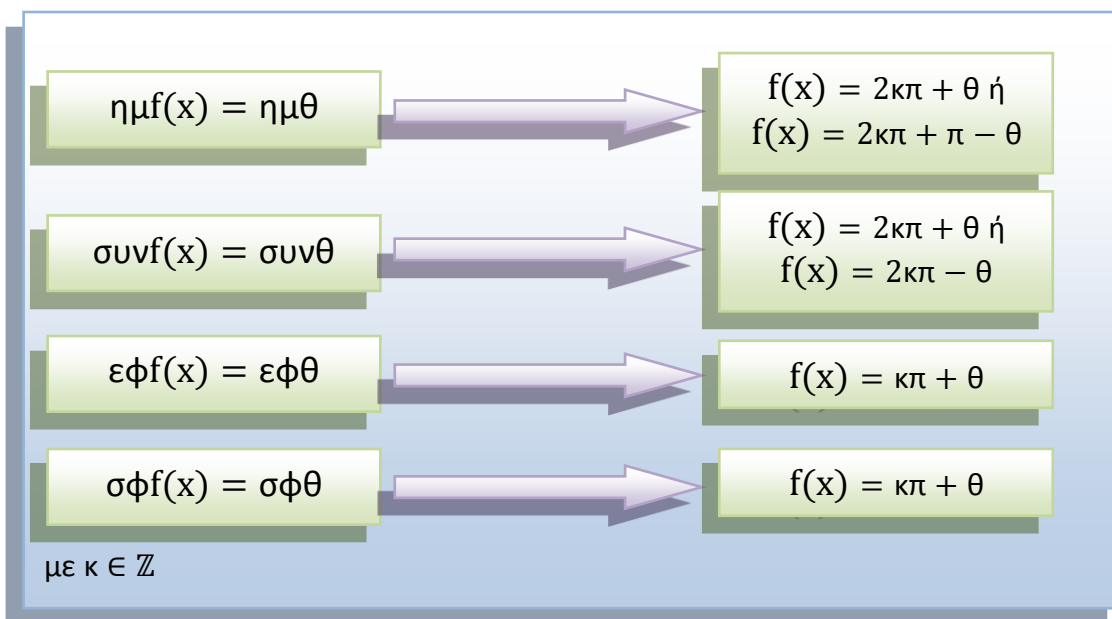 ημf(x) = ημθ
f(x) = 2κπ + θ ή
f(x) = 2κπ + π − θ
συνf(x) = συνθ
f(x) = 2κπ + θ ή
f(x) = 2κπ − θ
εφf(x) = εφθ
f(x) = κπ + θ
σφf(x) = σφθ
f(x) = κπ + θ
με κ ∈ ℤ